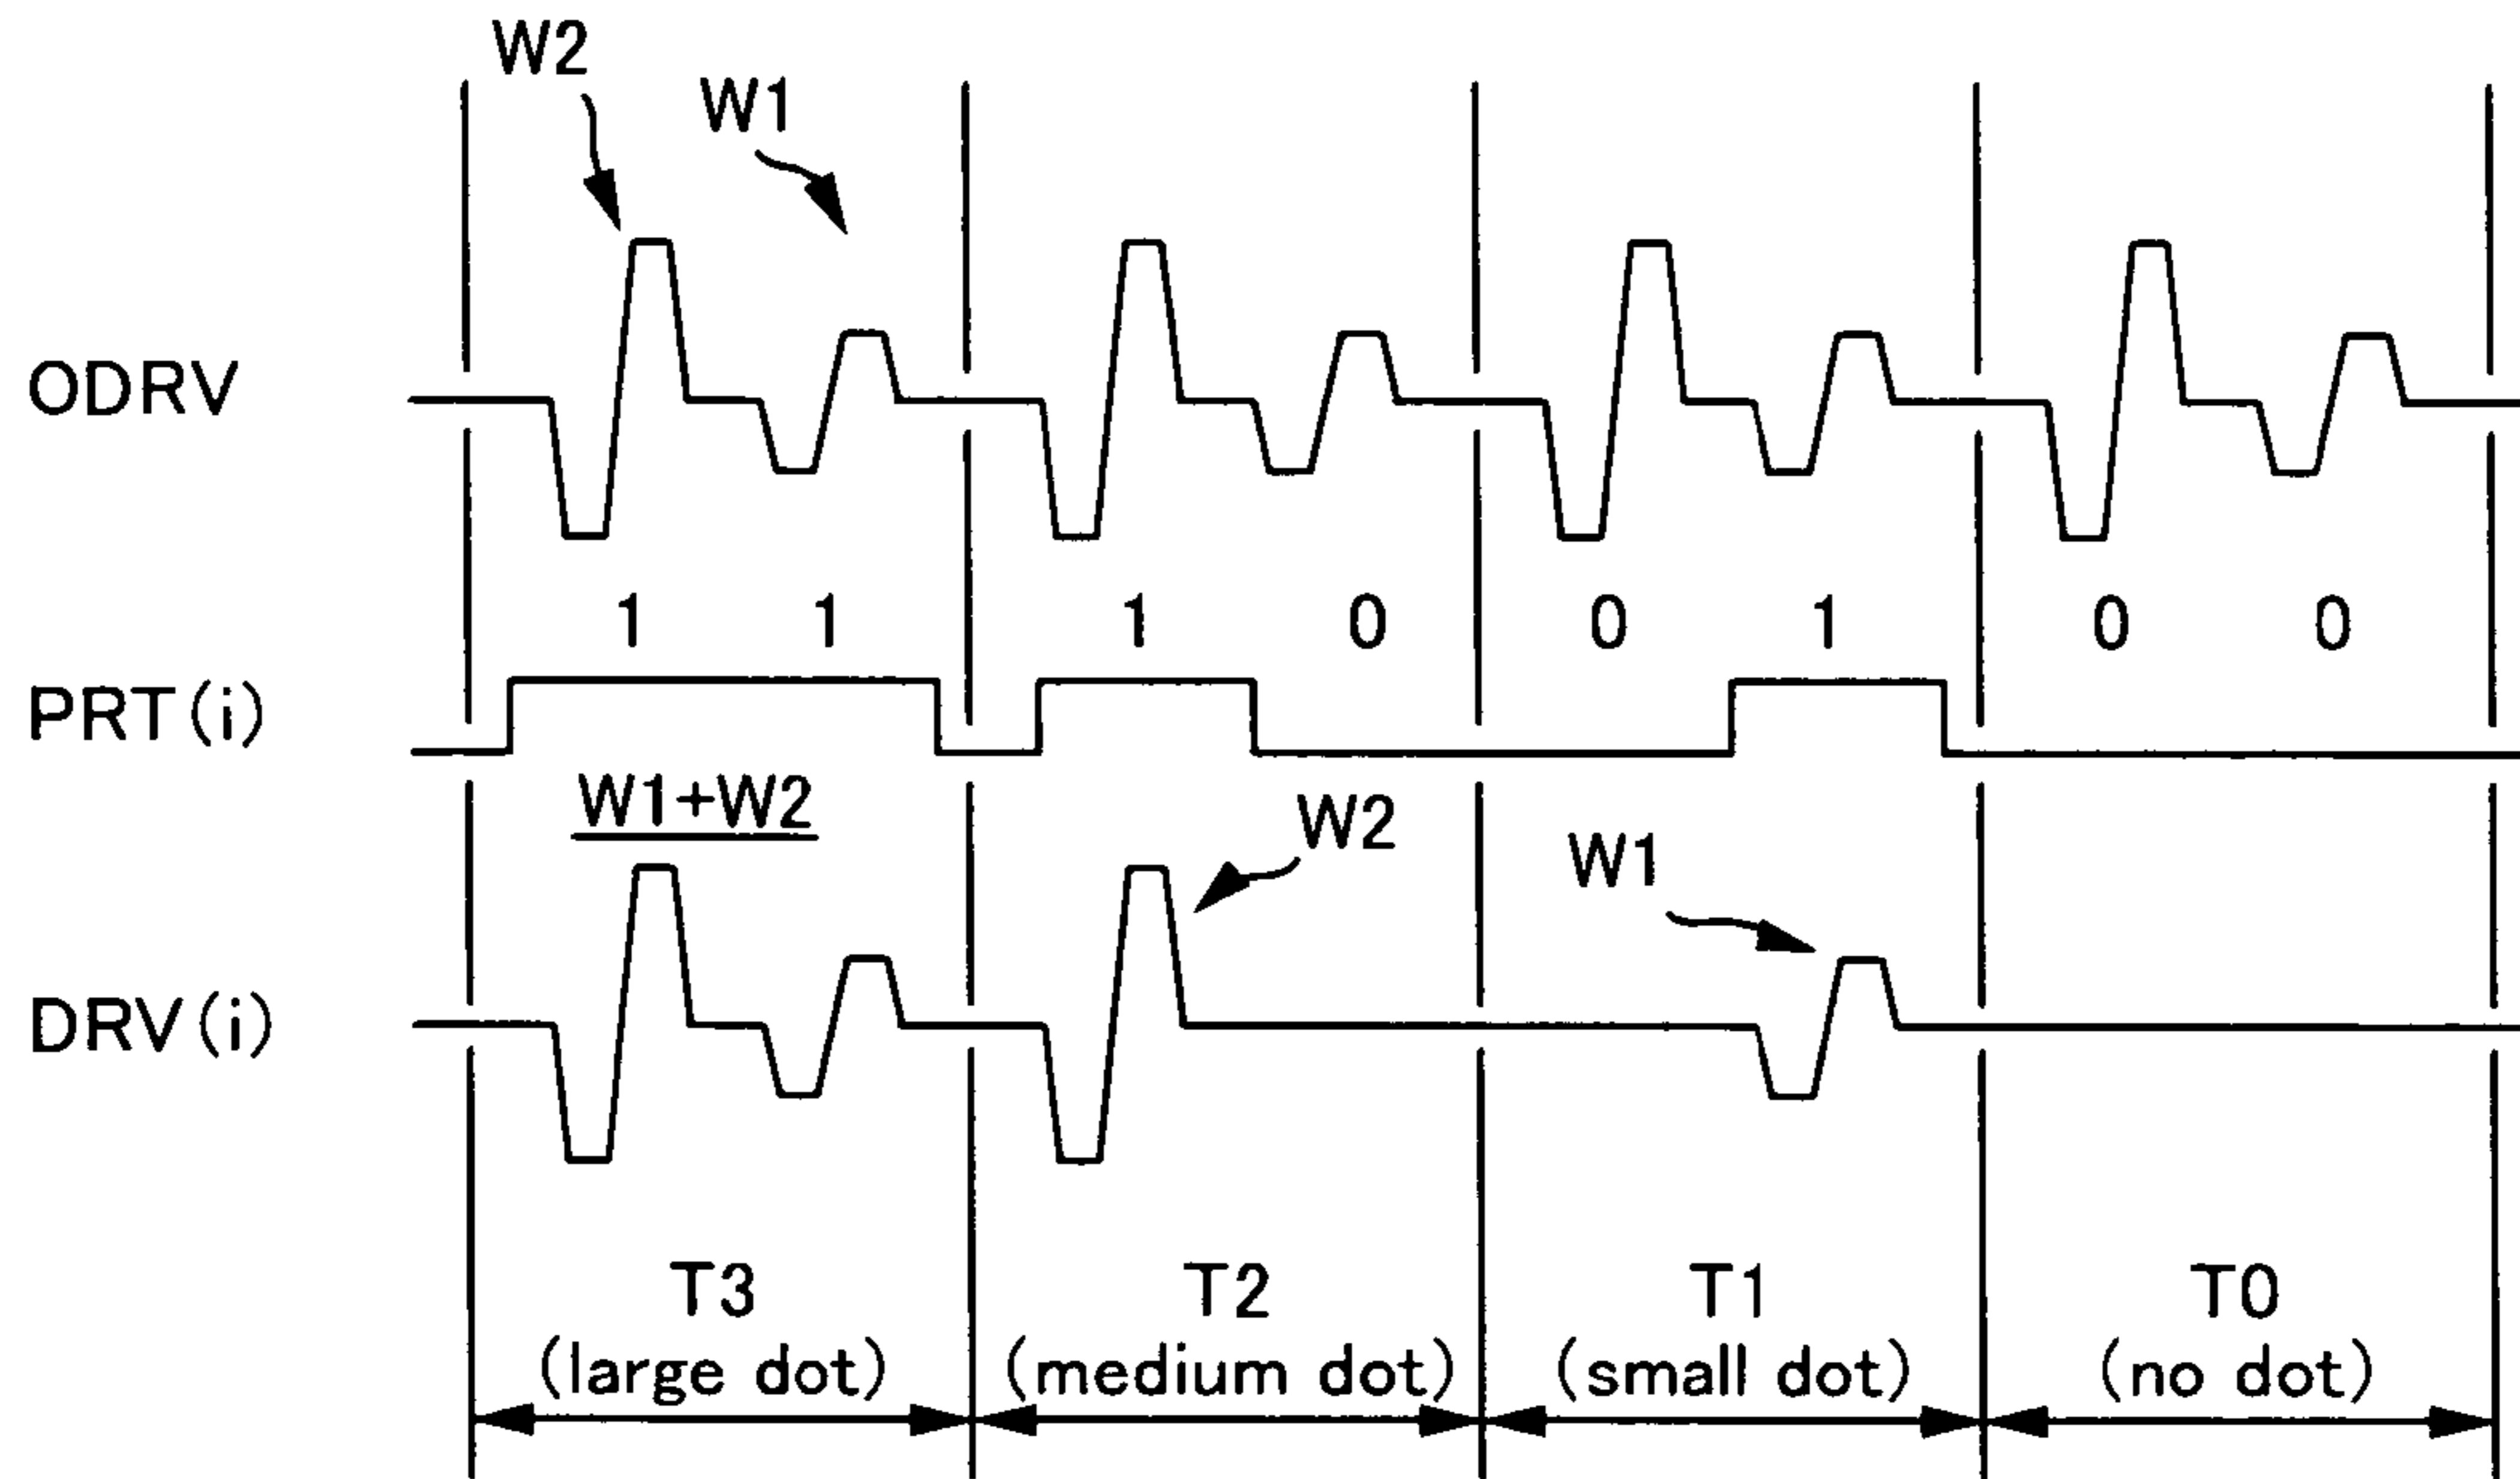 W2
W1
ODRV
1 1 1 0 0 1 0 0
PRT(i)
W1+W2
W2
W1
DRV(i)
T3 T2 T1 T0
(large dot) (medium dot) (small dot) (no dot)